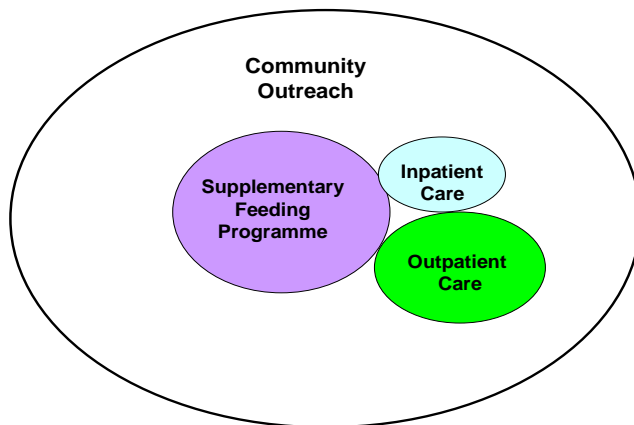 Community
Outreach
Supplementary
Feeding
Programme
Inpatient
Care
Outpatient
Care